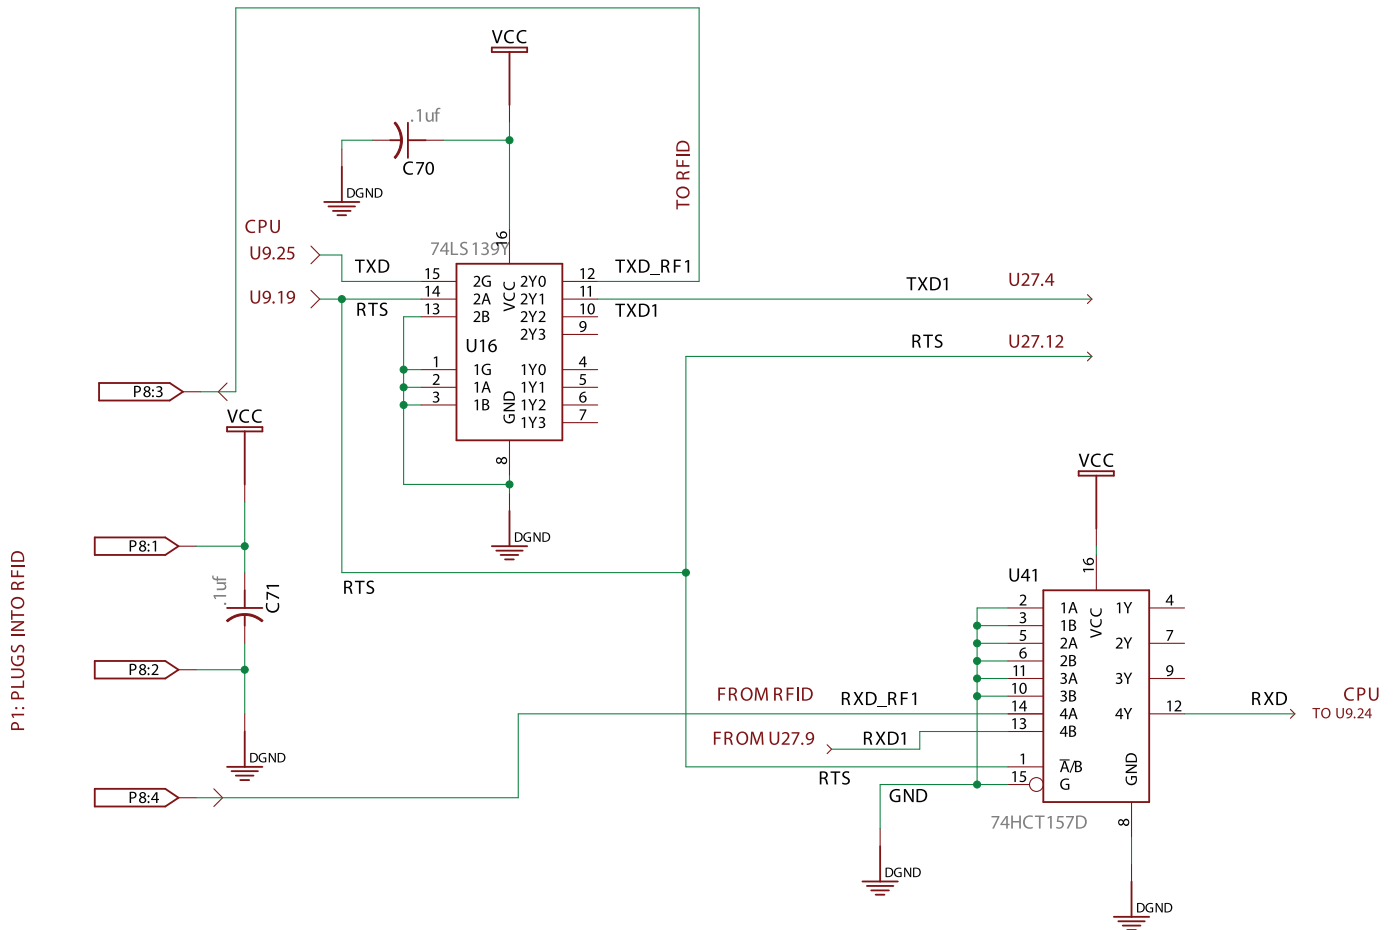 VCC
.1uf
C70
DGND
TO RFID
CPU
U9.25
TXD
U9.19
RTS
74LS139Y
16
15
14
13
1
2
3
2G
2A
2B
1G
1A
1B
VCC
U16
GND
2Y0
2Y1
2Y2
2Y3
1Y0
1Y1
1Y2
1Y3
12
11
10
9
4
5
6
7
8
DGND
TXD_RF1
TXD1
TXD1
U27.4
RTS
U27.12
P8:3
VCC
P8:1
.1uf
C71
P8:2
DGND
P8:4
P1: PLUGS INTO RFID
RTS
VCC
16
U41
2
3
5
6
11
10
14
13
1
15
1A
1B
2A
2B
3A
3B
4A
4B
A/B
G
VCC
GND
1Y
2Y
3Y
4Y
4
7
9
12
8
FROM RFID
RXD_RF1
FROM U27.9
RXD1
RTS
GND
DGND
74HCT157D
DGND
RXD
CPU
TO U9.24